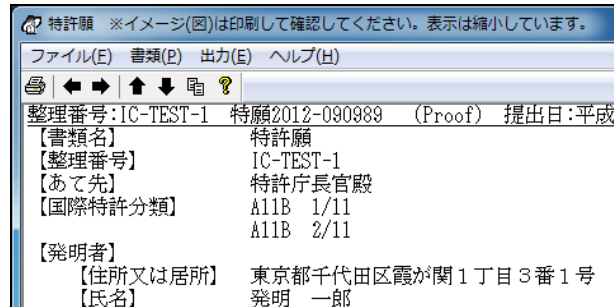 特許願　※イメージ(図)は印刷して確認してください。表示は縮小しています。
ファイル(F)　書類(P)　出力(E)　ヘルプ(H)
整理番号:IC-TEST-1　特願2012-090989　(Proof)　提出日:平成
【書類名】　特許願
【整理番号】　IC-TEST-1
【あて先】　特許庁長官殿
【国際特許分類】　A11B　1/11
A11B　2/11
【発明者】
【住所又は居所】　東京都千代田区霞が関１丁目３番１号
【氏名】　発明　一郎